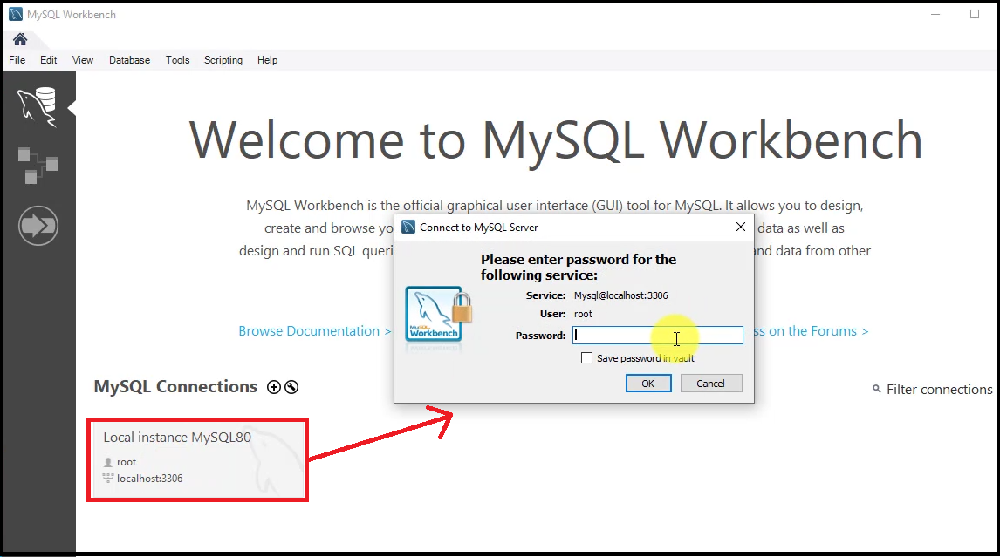 MySQL Workbench
File Edit View Database Tools Scripting Help
Welcome to MySQL Workbench
MySQL Workbench is the official graphical user interface (GUI) tool for MySQL. It allows you to design,
create and browse yo data as well as
design and run SQL queri nd data from other
Browse Documentation > ss on the Forums >
Connect to MySQL Server
Please enter password for the
following service:
Service: Mysql@localhost:3306
User: root
Password:
Save password in vault
OK Cancel
MySQL
Workbench
MySQL Connections
Filter connections
Local instance MySQL80
root
localhost:3306